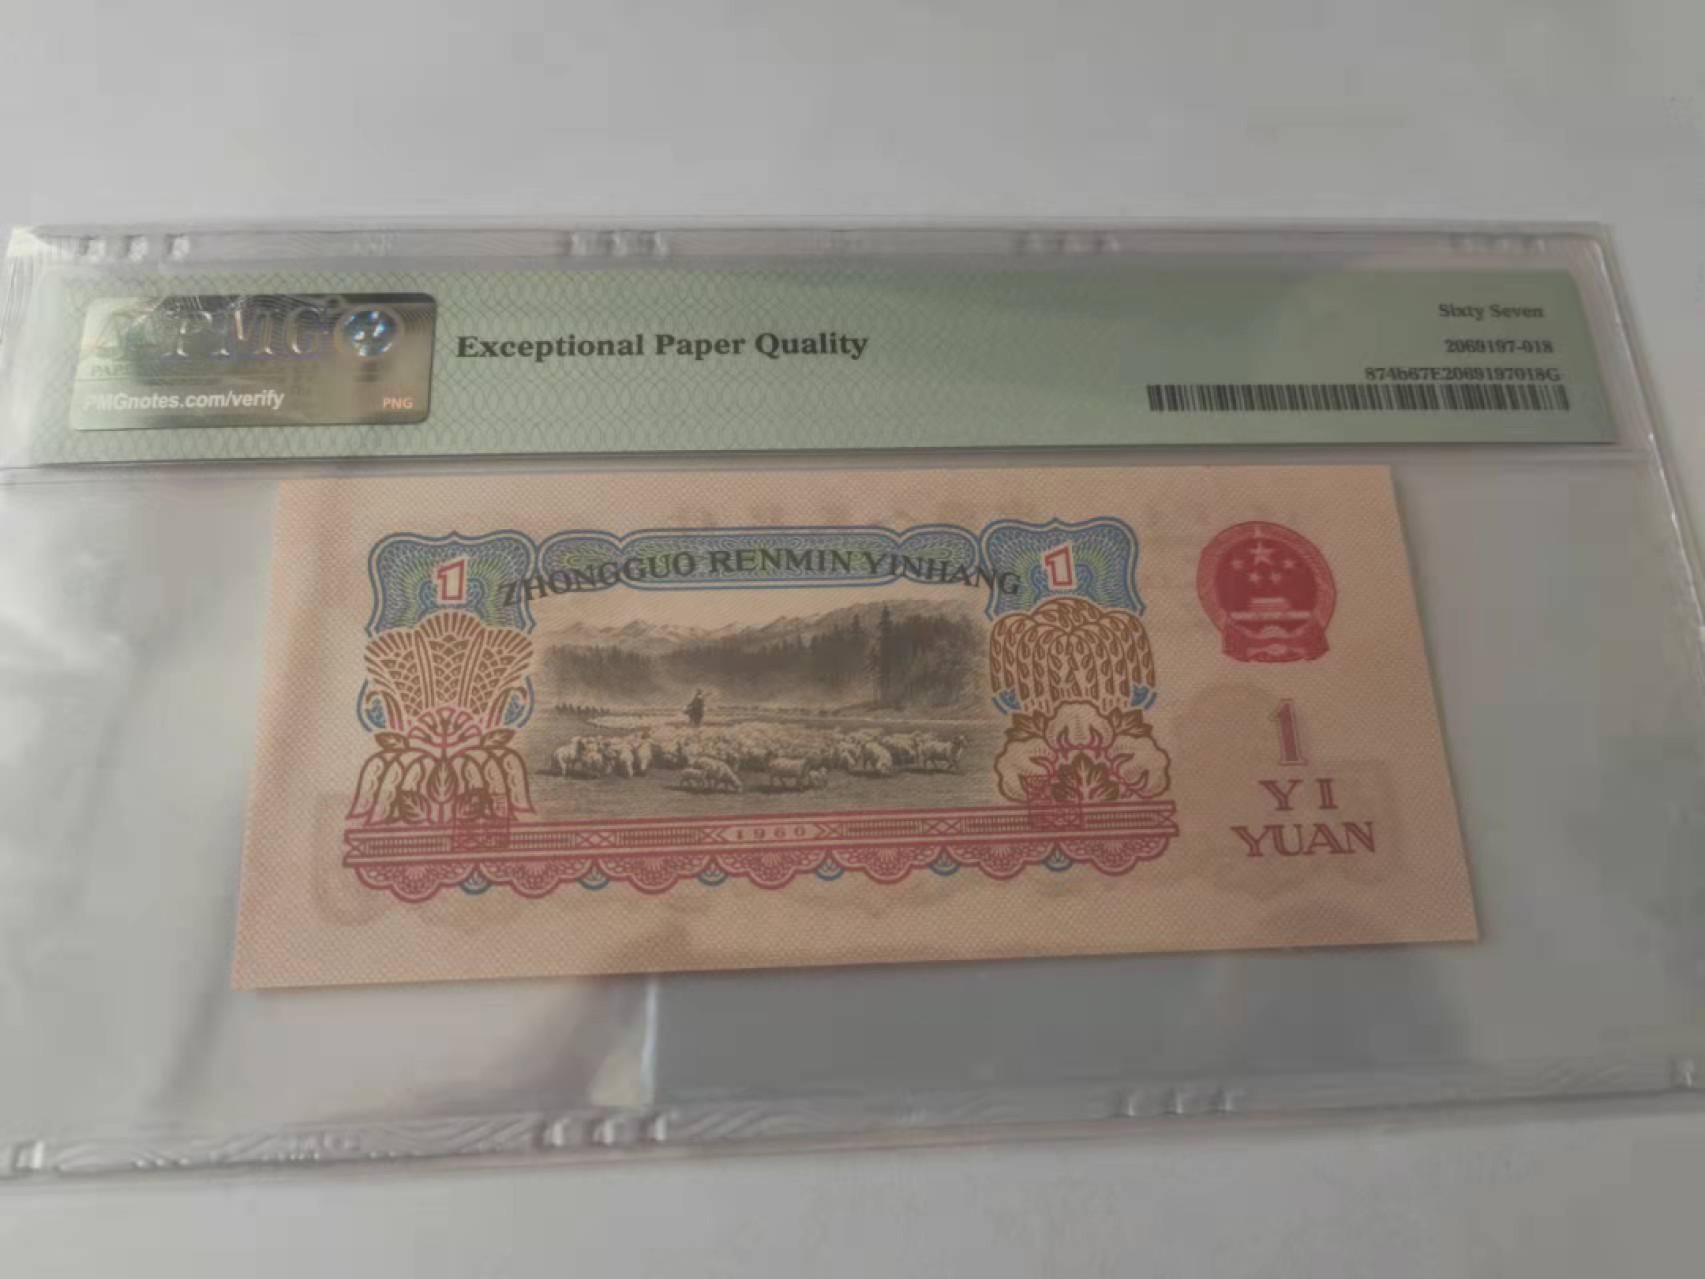 PMG
PMGnotes.com/verify
PNG
Exceptional Paper Quality
Sixty Seven
2069197-018
874b67E2069197018G
1 ZHONGGUO RENMIN YINHANG 1
1960
1
YI
YUAN